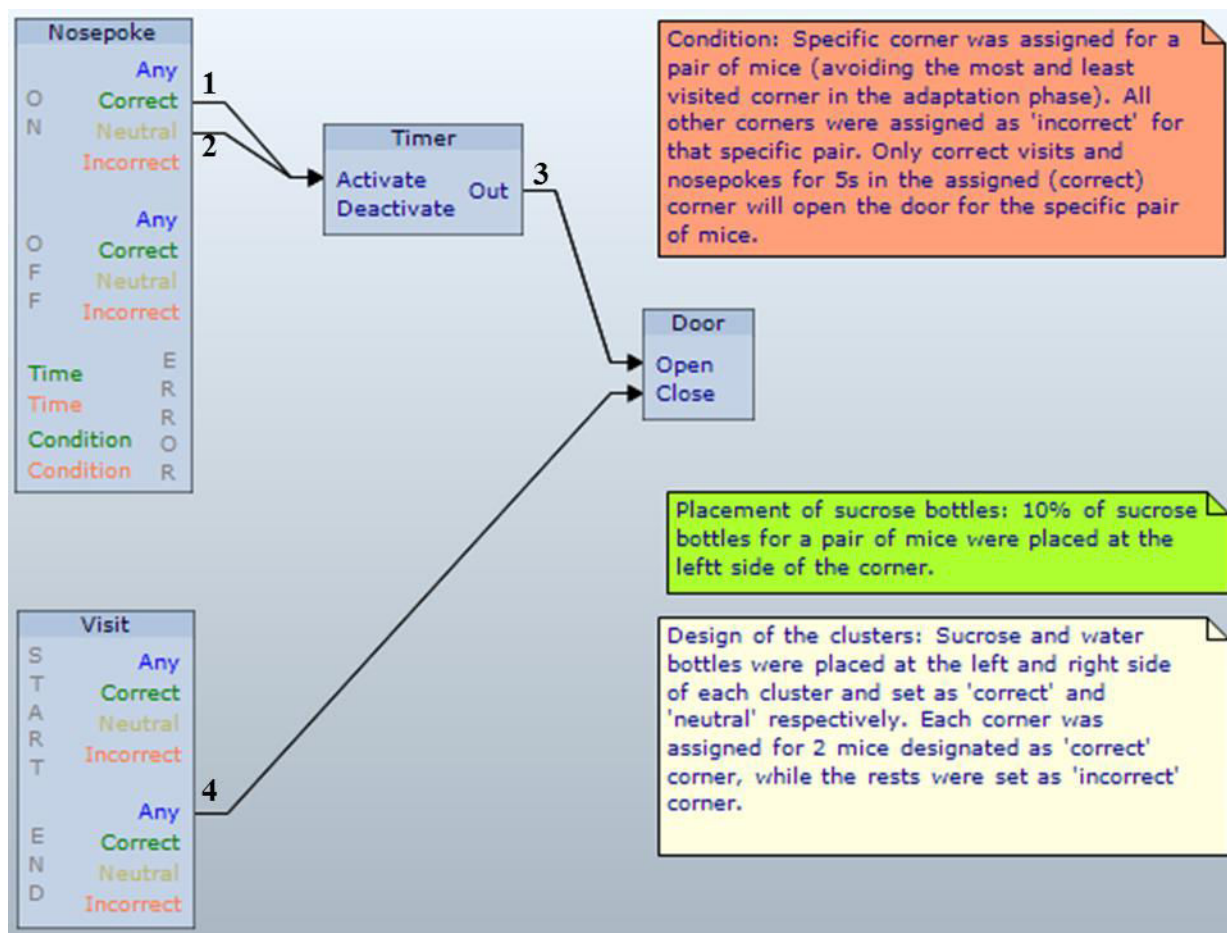 Nosepoke
Any
Correct
Neutral
Incorrect
ON
1
2
Any
Correct
Neutral
Incorrect
OFF
Time
Time
Condition
Condition
ERROR
Timer
Activate
Deactivate
Out
3
Door
Open
Close
Visit
START
Any
Correct
Neutral
Incorrect
END
Any
Correct
Neutral
Incorrect
4
Condition: Specific corner was assigned for a
pair of mice (avoiding the most and least
visited corner in the adaptation phase). All
other corners were assigned as 'incorrect' for
that specific pair. Only correct visits and
nosepokes for 5s in the assigned (correct)
corner will open the door for the specific pair
of mice.
Placement of sucrose bottles: 10% of sucrose
bottles for a pair of mice were placed at the
leftt side of the corner.
Design of the clusters: Sucrose and water
bottles were placed at the left and right side
of each cluster and set as 'correct' and
'neutral' respectively. Each corner was
assigned for 2 mice designated as 'correct'
corner, while the rests were set as 'incorrect'
corner.